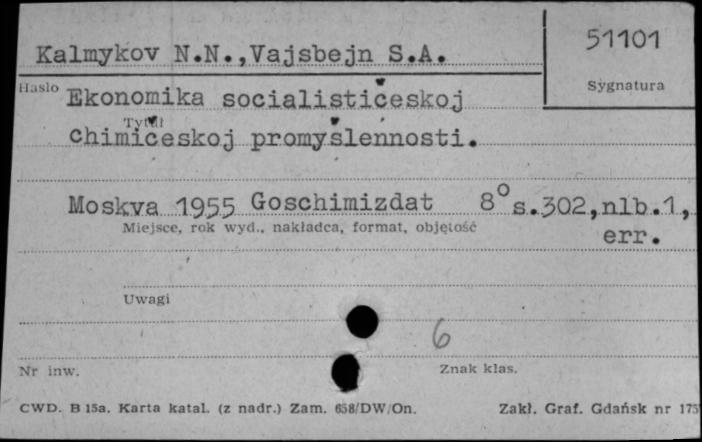 51101
Kalmykov N.N.,Vajsbejn S.A.
Sygnatura
Hasło
Ekonomika socialističeskoj
Tytuł
chimičeskoj promyšlennosti.
Moskva 1955 Goschimizdat 8° s.302,nlb.1,
Miejsce, rok wyd., nakładca, format, objętość
err.
Uwagi
6
Nr inw.
Znak klas.
CWD. B 15a. Karta katal. (z nadr.) Zam. 658/DW/On. Zakł. Graf. Gdańsk nr 175